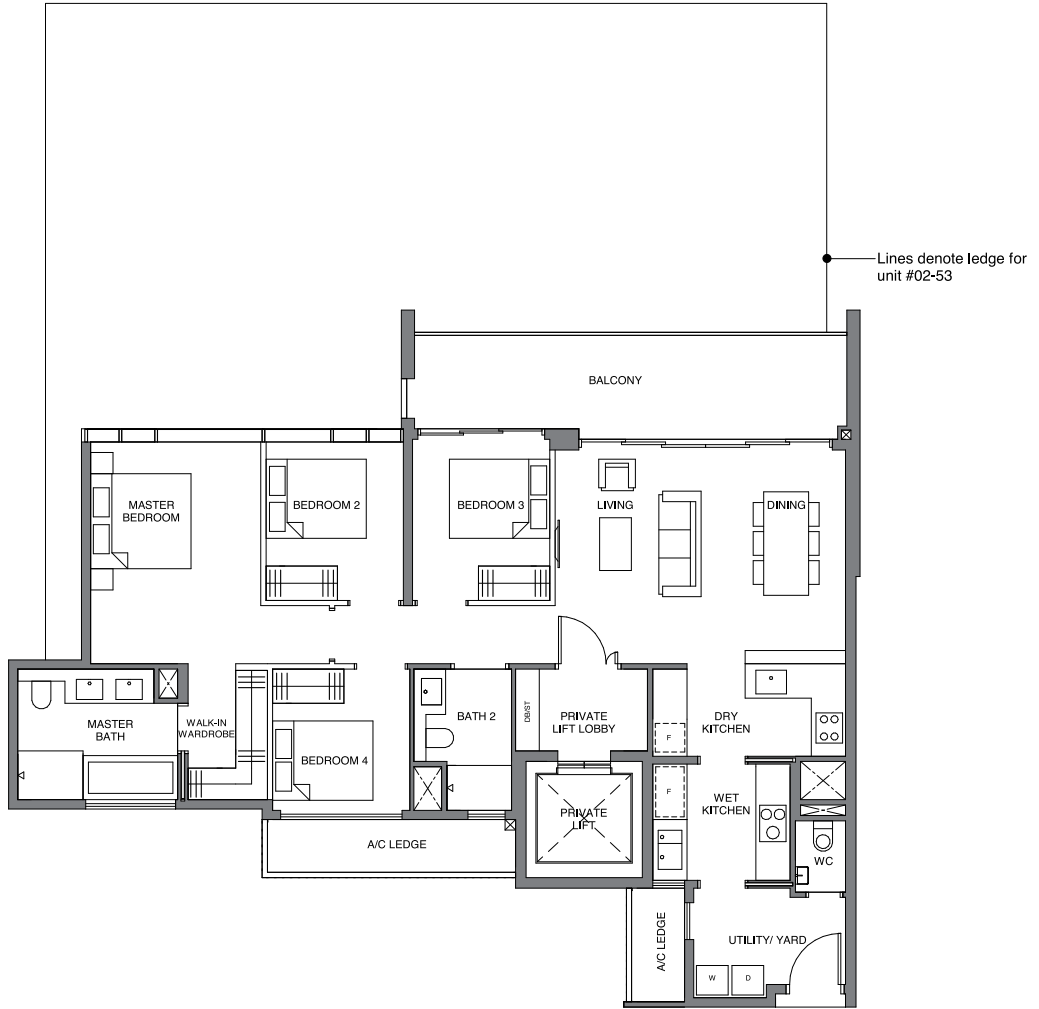 Lines denote ledge for
unit #02-53
BALCONY
MASTER
BEDROOM
BEDROOM 2
BEDROOM 3
LIVING
DINING
MASTER
BATH
WALK-IN
WARDROBE
BEDROOM 4
BATH 2
DB/ST
PRIVATE
LIFT LOBBY
F
DRY
KITCHEN
F
WET
KITCHEN
PRIVATE
LIFT
A/C LEDGE
WC
A/C LEDGE
UTILITY/ YARD
W
D